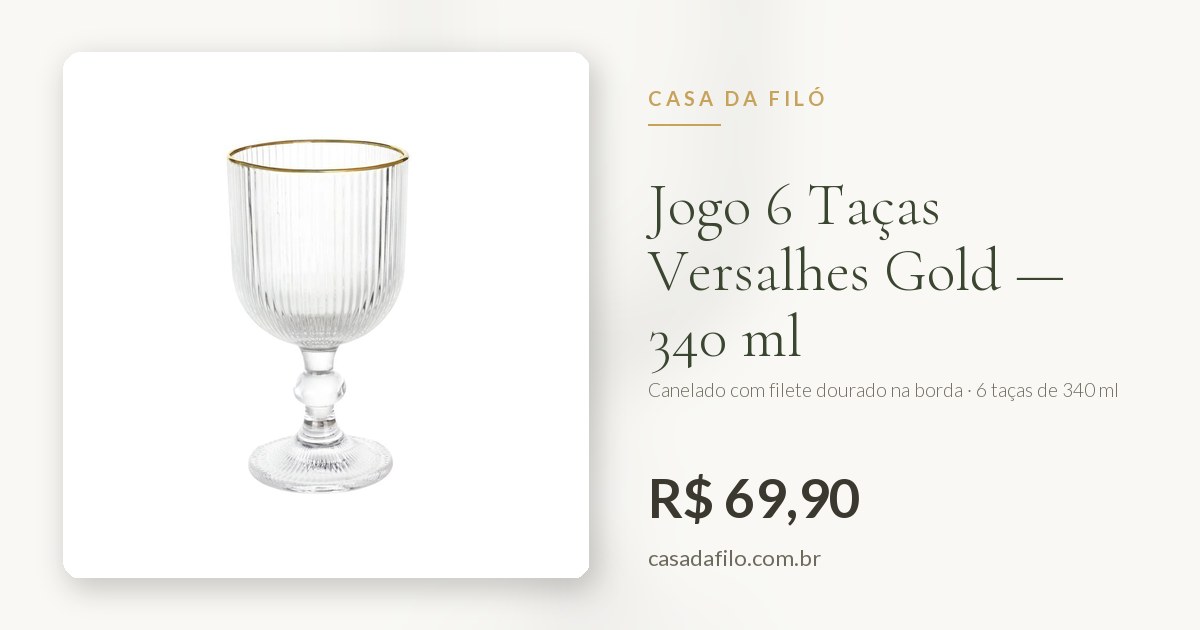 CASA DA FILÓ
Jogo 6 Taças
Versalhes Gold —
340 ml
Canelado com filete dourado na borda · 6 taças de 340 ml
R$ 69,90
casadafilo.com.br